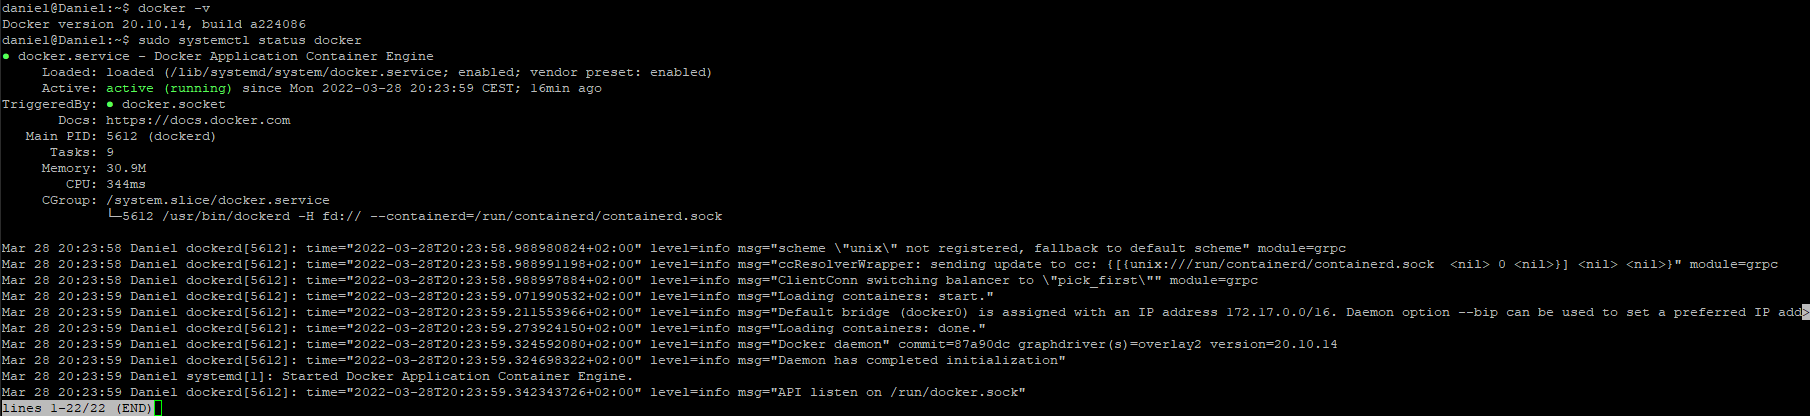 daniel@Daniel:~$ docker -v
Docker version 20.10.14, build a224086
daniel@Daniel:~$ sudo systemctl status docker
● docker.service - Docker Application Container Engine
Loaded: loaded (/lib/systemd/system/docker.service; enabled; vendor preset: enabled)
Active: active (running) since Mon 2022-03-28 20:23:59 CEST; 16min ago
TriggeredBy: ● docker.socket
Docs: https://docs.docker.com
Main PID: 5612 (dockerd)
Tasks: 9
Memory: 30.9M
CPU: 344ms
CGroup: /system.slice/docker.service
└─5612 /usr/bin/dockerd -H fd:// --containerd=/run/containerd/containerd.sock
Mar 28 20:23:58 Daniel dockerd[5612]: time="2022-03-28T20:23:58.988980824+02:00" level=info msg="scheme \"unix\" not registered, fallback to default scheme" module=grpc
Mar 28 20:23:58 Daniel dockerd[5612]: time="2022-03-28T20:23:58.988991198+02:00" level=info msg="ccResolverWrapper: sending update to cc: {[{unix:///run/containerd/containerd.sock  <nil> 0 <nil>}] <nil> <nil>}" module=grpc
Mar 28 20:23:58 Daniel dockerd[5612]: time="2022-03-28T20:23:58.988997884+02:00" level=info msg="ClientConn switching balancer to \"pick_first\"" module=grpc
Mar 28 20:23:59 Daniel dockerd[5612]: time="2022-03-28T20:23:59.071990532+02:00" level=info msg="Loading containers: start."
Mar 28 20:23:59 Daniel dockerd[5612]: time="2022-03-28T20:23:59.211553966+02:00" level=info msg="Default bridge (docker0) is assigned with an IP address 172.17.0.0/16. Daemon option --bip can be used to set a preferred IP add>
Mar 28 20:23:59 Daniel dockerd[5612]: time="2022-03-28T20:23:59.273924150+02:00" level=info msg="Loading containers: done."
Mar 28 20:23:59 Daniel dockerd[5612]: time="2022-03-28T20:23:59.324592080+02:00" level=info msg="Docker daemon" commit=87a90dc graphdriver(s)=overlay2 version=20.10.14
Mar 28 20:23:59 Daniel dockerd[5612]: time="2022-03-28T20:23:59.324698322+02:00" level=info msg="Daemon has completed initialization"
Mar 28 20:23:59 Daniel systemd[1]: Started Docker Application Container Engine.
Mar 28 20:23:59 Daniel dockerd[5612]: time="2022-03-28T20:23:59.342343726+02:00" level=info msg="API listen on /run/docker.sock"
lines 1-22/22 (END)